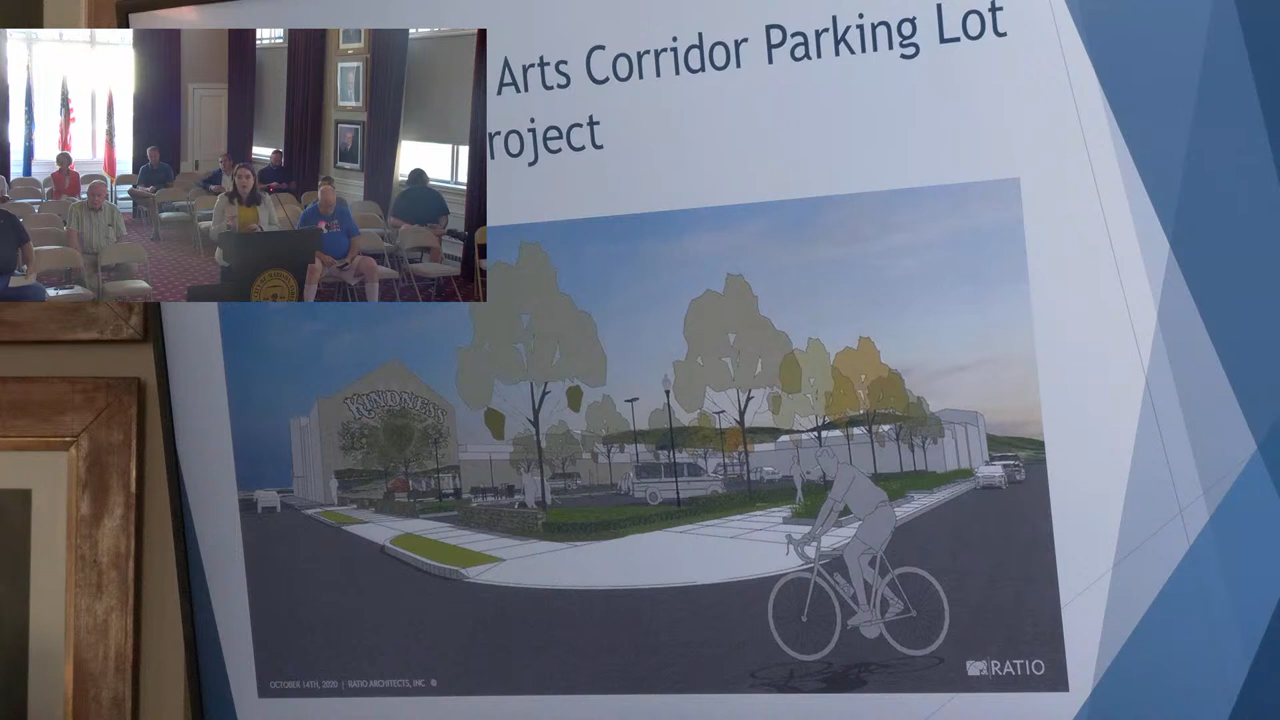 Arts Corridor Parking Lot
roject
KINDNESS
OCTOBER 14TH, 2020 | RATIO ARCHITECTS, INC
RATIO